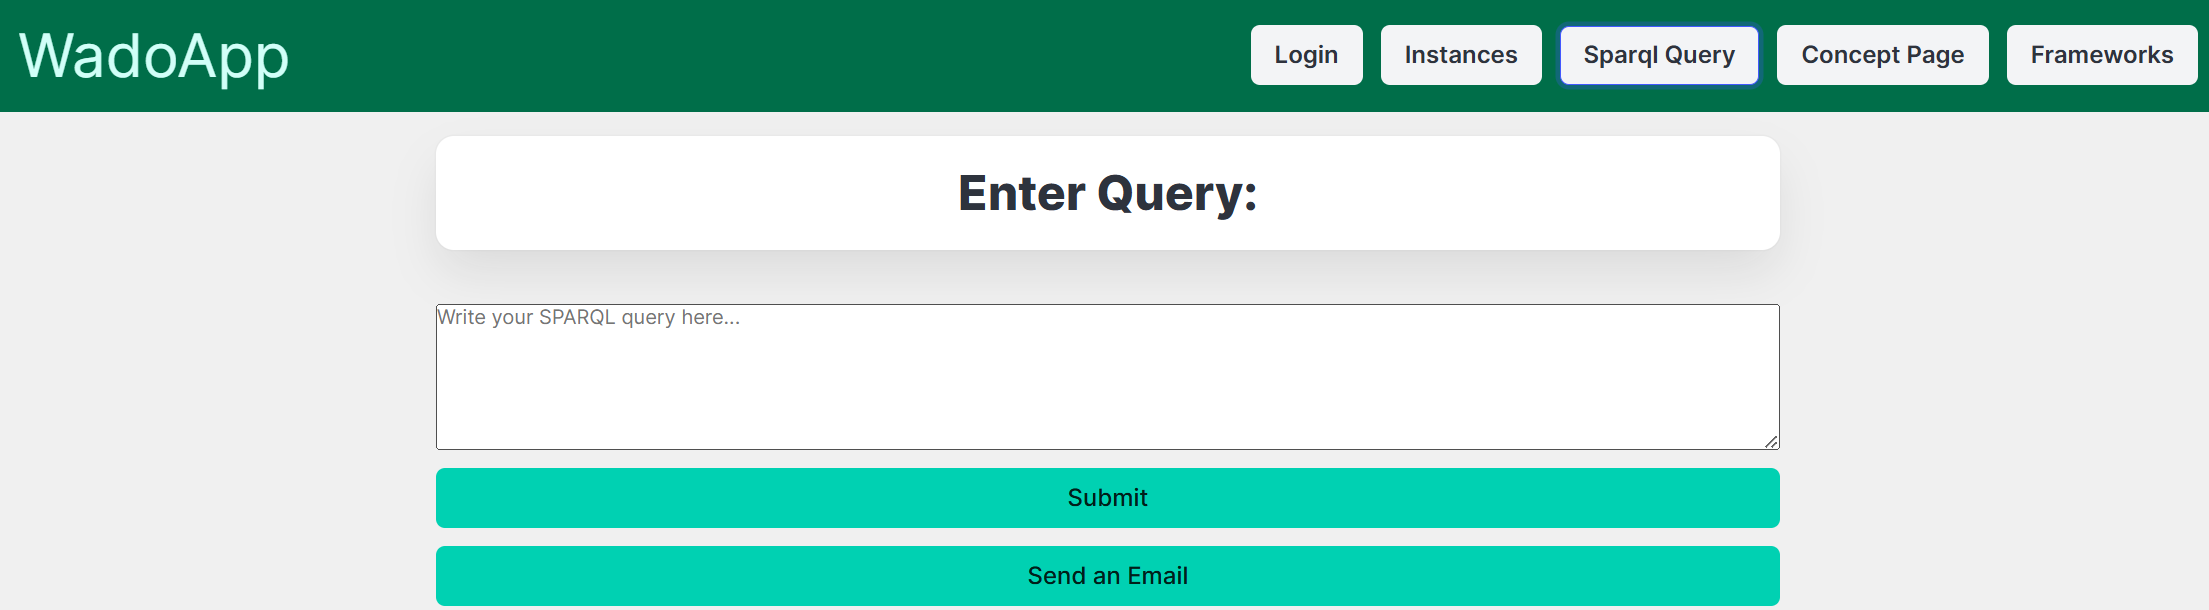 WadoApp
Login Instances Sparql Query Concept Page Frameworks
Enter Query:
Write your SPARQL query here...
Submit
Send an Email